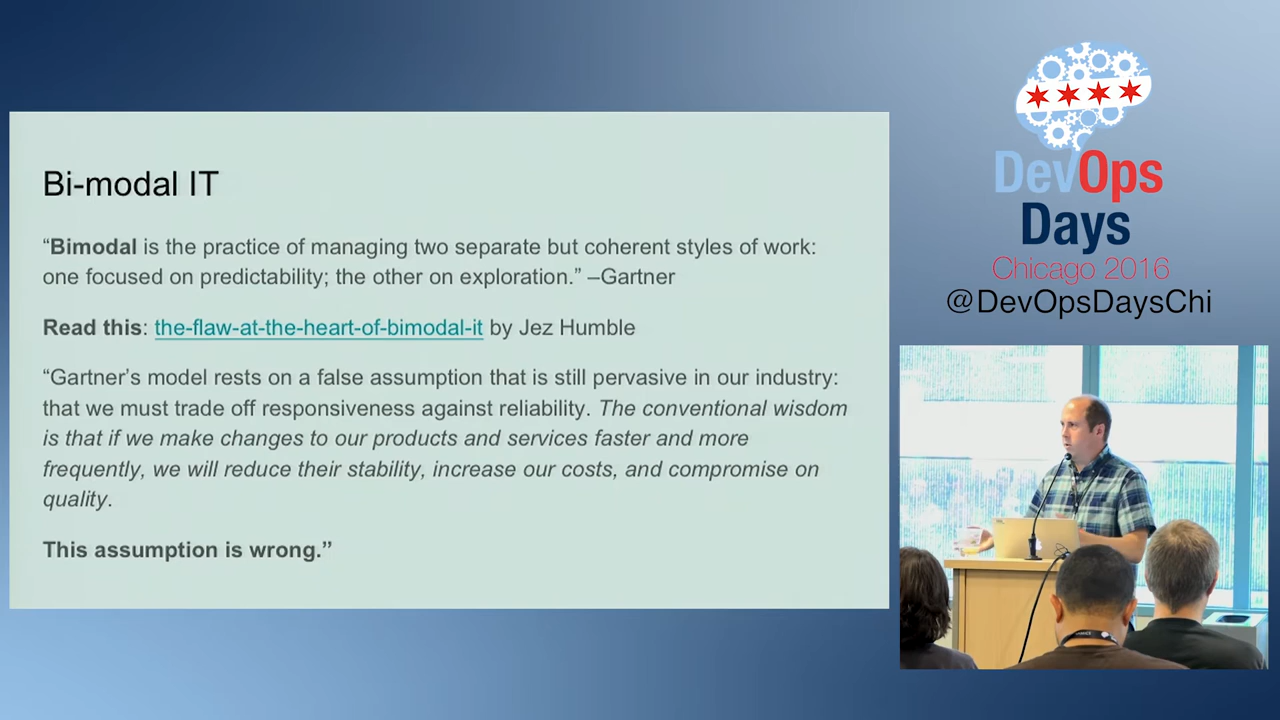 Bi-modal IT
“Bimodal is the practice of managing two separate but coherent styles of work:
one focused on predictability; the other on exploration.” –Gartner
Read this: the-flaw-at-the-heart-of-bimodal-it by Jez Humble
“Gartner’s model rests on a false assumption that is still pervasive in our industry:
that we must trade off responsiveness against reliability. The conventional wisdom
is that if we make changes to our products and services faster and more
frequently, we will reduce their stability, increase our costs, and compromise on
quality.
This assumption is wrong.”
DevOps
Days
Chicago 2016
@DevOpsDaysChi